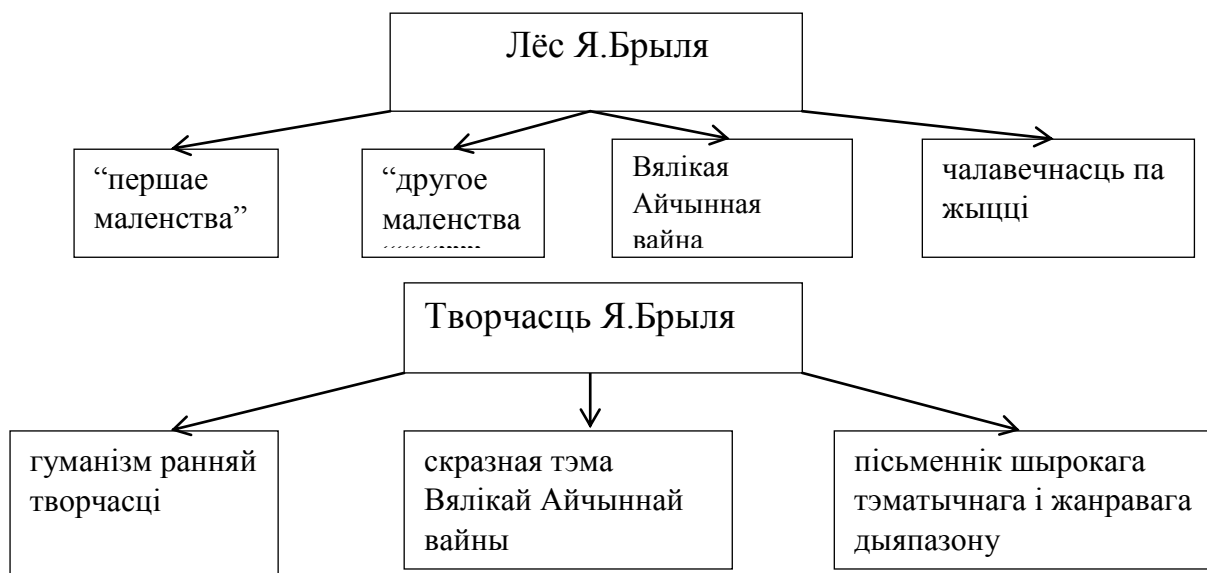 Лёс Я.Брыля
“першае
маленства”
“другое
маленства
Вялікая
Айчынная
вайна
чалавечнасць па
жыцці
Творчасць Я.Брыля
гуманізм ранняй
творчасці
скразная тэма
Вялікай Айчыннай
вайны
пісьменнік шырокага
тэматычнага і жанравага
дыяпазону